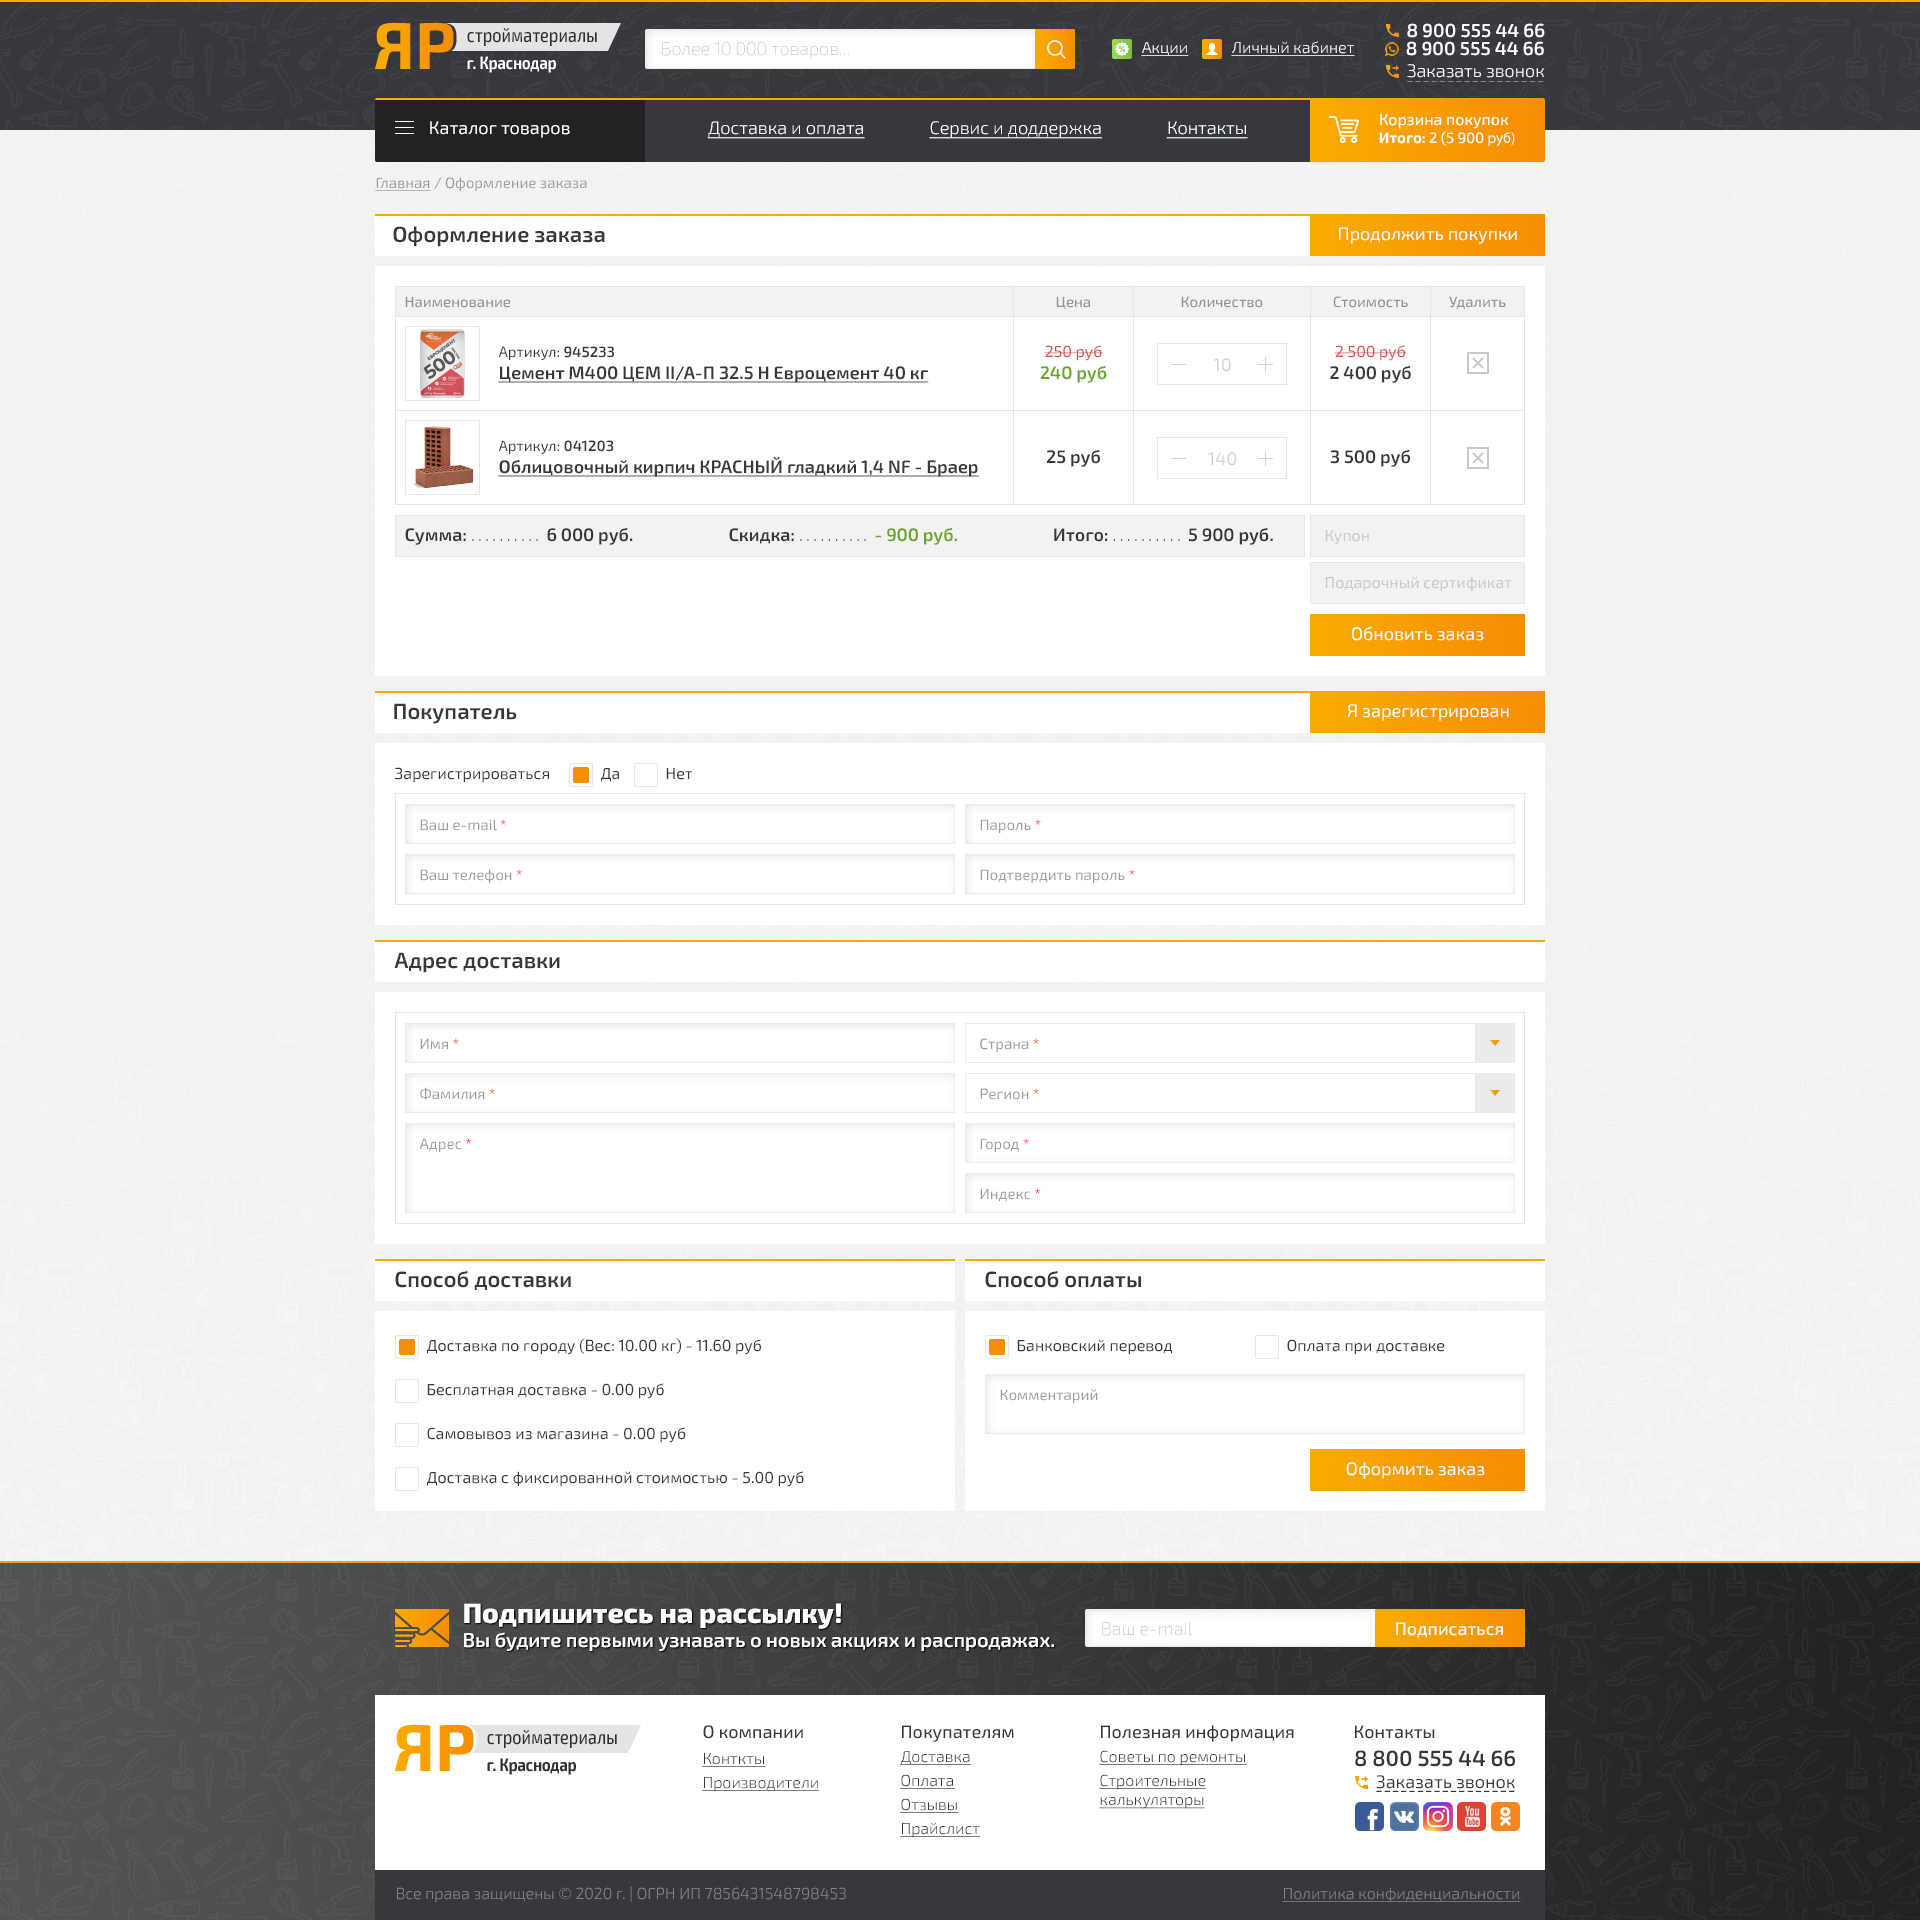 ЯР стройматериалы
г. Краснодар
Более 10 000 товаров...
Акции
Личный кабинет
8 900 555 44 66
8 900 555 44 66
Заказать звонок
Каталог товаров
Доставка и оплата
Сервис и доддержка
Контакты
Корзина покупок
Итого: 2 (5 900 руб)
Главная / Оформление заказа
Оформление заказа
Продолжить покупки
Наименование
Цена
Количество
Стоимость
Удалить
ЕВРОЦЕМЕНТ
500
Артикул: 945233
Цемент М400 ЦЕМ II/А-П 32.5 Н Евроцемент 40 кг
250 руб
240 руб
10
2 500 руб
2 400 руб
Артикул: 041203
Облицовочный кирпич КРАСНЫЙ гладкий 1,4 NF - Браер
25 руб
140
3 500 руб
Сумма: . . . . . . . . . . 6 000 руб.
Скидка: . . . . . . . . . . - 900 руб.
Итого: . . . . . . . . . . 5 900 руб.
Купон
Подарочный сертификат
Обновить заказ
Покупатель
Я зарегистрирован
Зарегистрироваться
Да
Нет
Ваш e-mail *
Пароль *
Ваш телефон *
Подтвердить пароль *
Адрес доставки
Имя *
Страна *
Фамилия *
Регион *
Адрес *
Город *
Индекс *
Способ доставки
Способ оплаты
Доставка по городу (Вес: 10.00 кг) - 11.60 руб
Бесплатная доставка - 0.00 руб
Самовывоз из магазина - 0.00 руб
Доставка с фиксированной стоимостью - 5.00 руб
Банковский перевод
Оплата при доставке
Комментарий
Оформить заказ
Подпишитесь на рассылку!
Вы будите первыми узнавать о новых акциях и распродажах.
Ваш e-mail
Подписаться
ЯР стройматериалы
г. Краснодар
О компании
Конткты
Производители
Покупателям
Доставка
Оплата
Отзывы
Прайслист
Полезная информация
Советы по ремонты
Строительные
калькуляторы
Контакты
8 800 555 44 66
Заказать звонок
You
Tube
Все права защищены © 2020 г. | ОГРН ИП 7856431548798453
Политика конфиденциальности